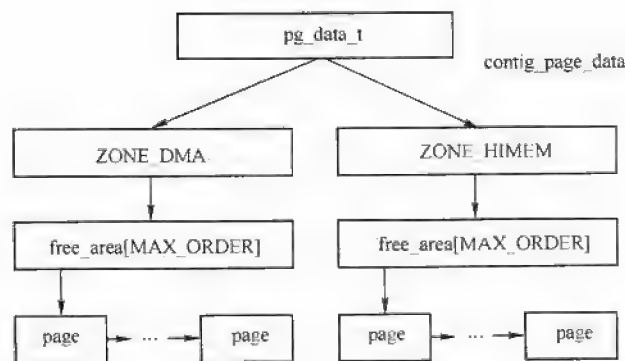 pg_data_t
contig_page_data
ZONE_DMA
ZONE_HIMEM
free_area[MAX_ORDER]
free_area[MAX_ORDER]
page
...
page
page
...
page